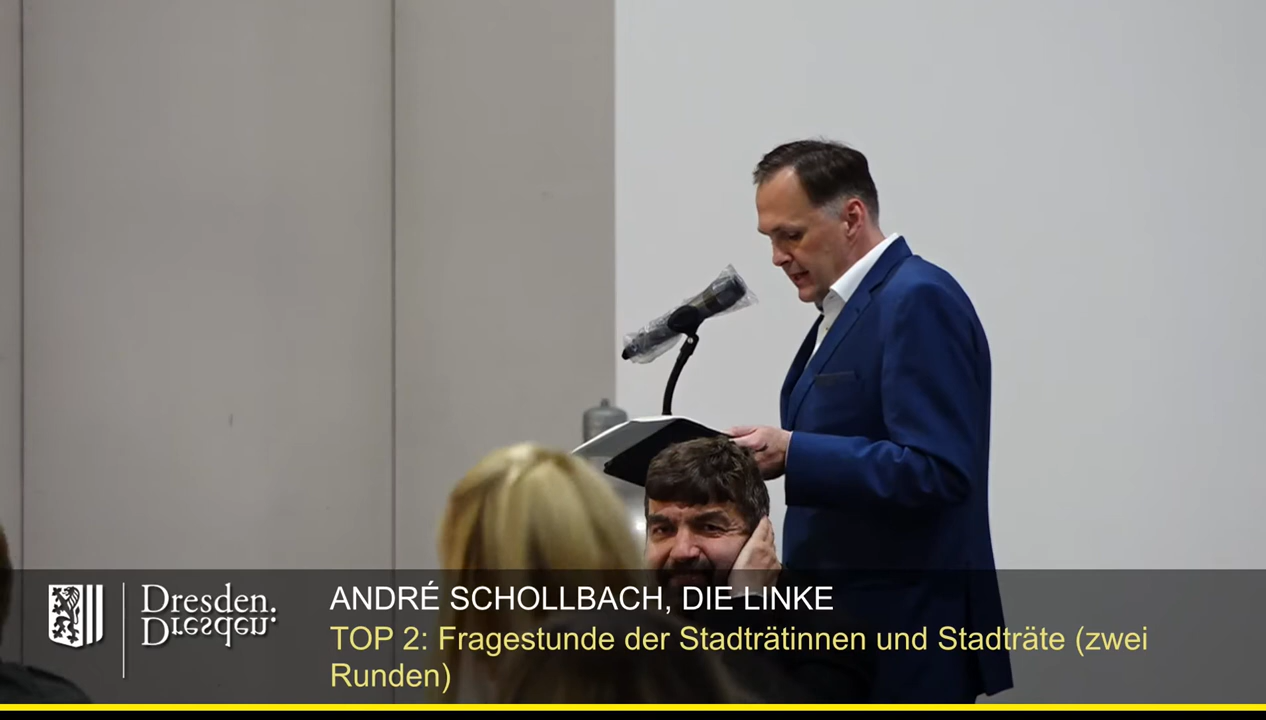 Dresden.
Dresden.
ANDRÉ SCHOLLBACH, DIE LINKE
TOP 2: Fragestunde der Stadträtinnen und Stadträte (zwei
Runden)